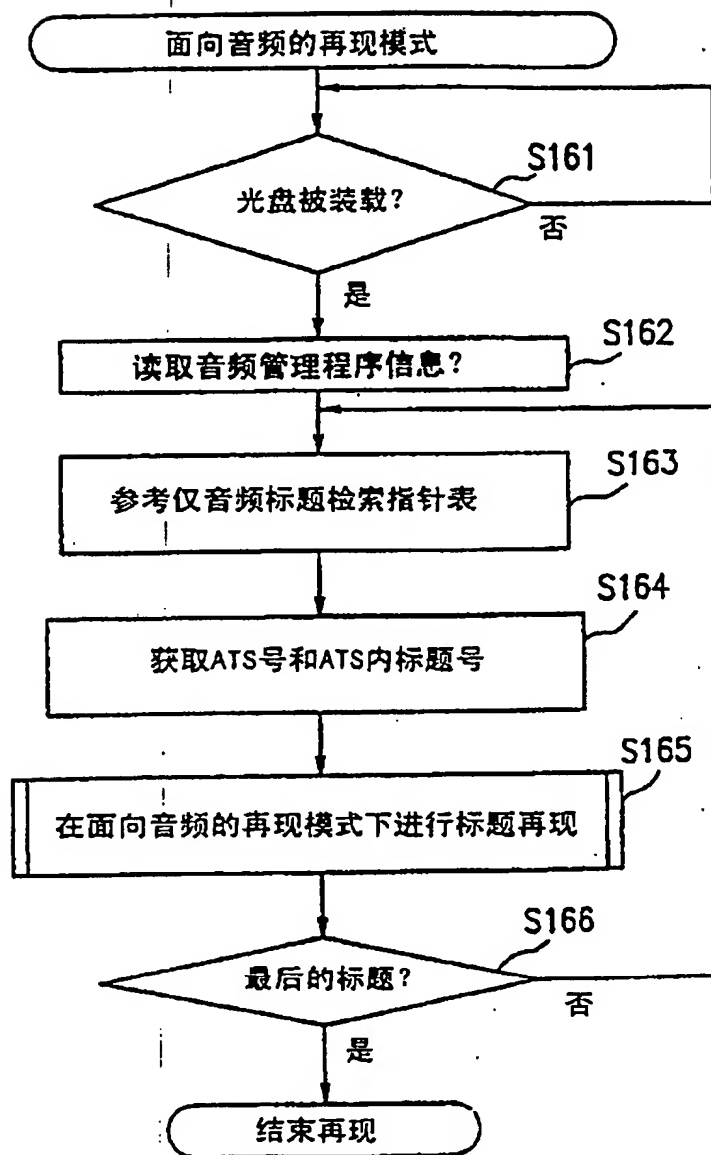 面向音频的再现模式
S161
光盘被装载?
否
是
S162
读取音频管理程序信息?
S163
参考仅音频标题检索指针表
S164
获取ATS号和ATS内标题号
S165
在面向音频的再现模式下进行标题再现
S166
最后的标题?
否
是
结束再现